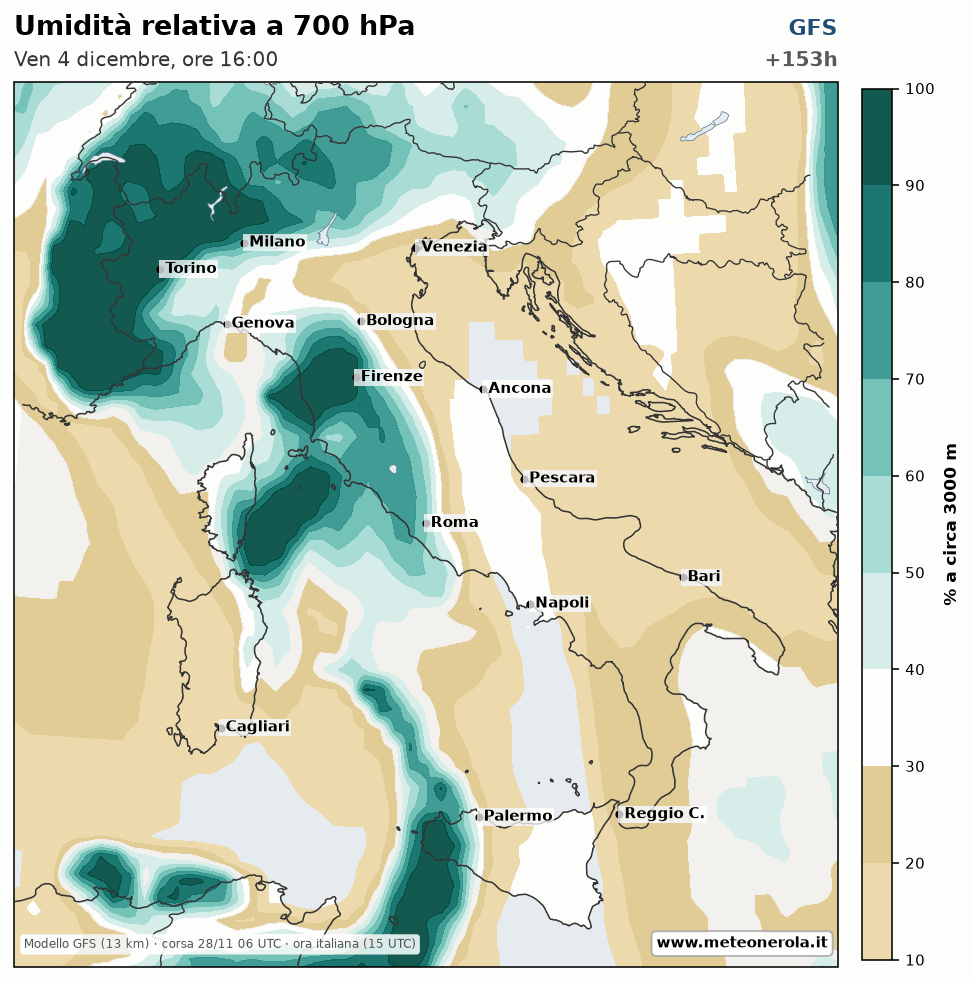 Umidità relativa a 700 hPa
GFS
Ven 4 dicembre, ore 16:00
+153h
Milano
Venezia
Torino
Genova
Bologna
Firenze
Ancona
Pescara
Roma
Bari
Napoli
Cagliari
Palermo
Reggio C.
100
90
80
70
60
50
40
30
20
10
% a circa 3000 m
Modello GFS (13 km) · corsa 28/11 06 UTC · ora italiana (15 UTC)
www.meteonerola.it